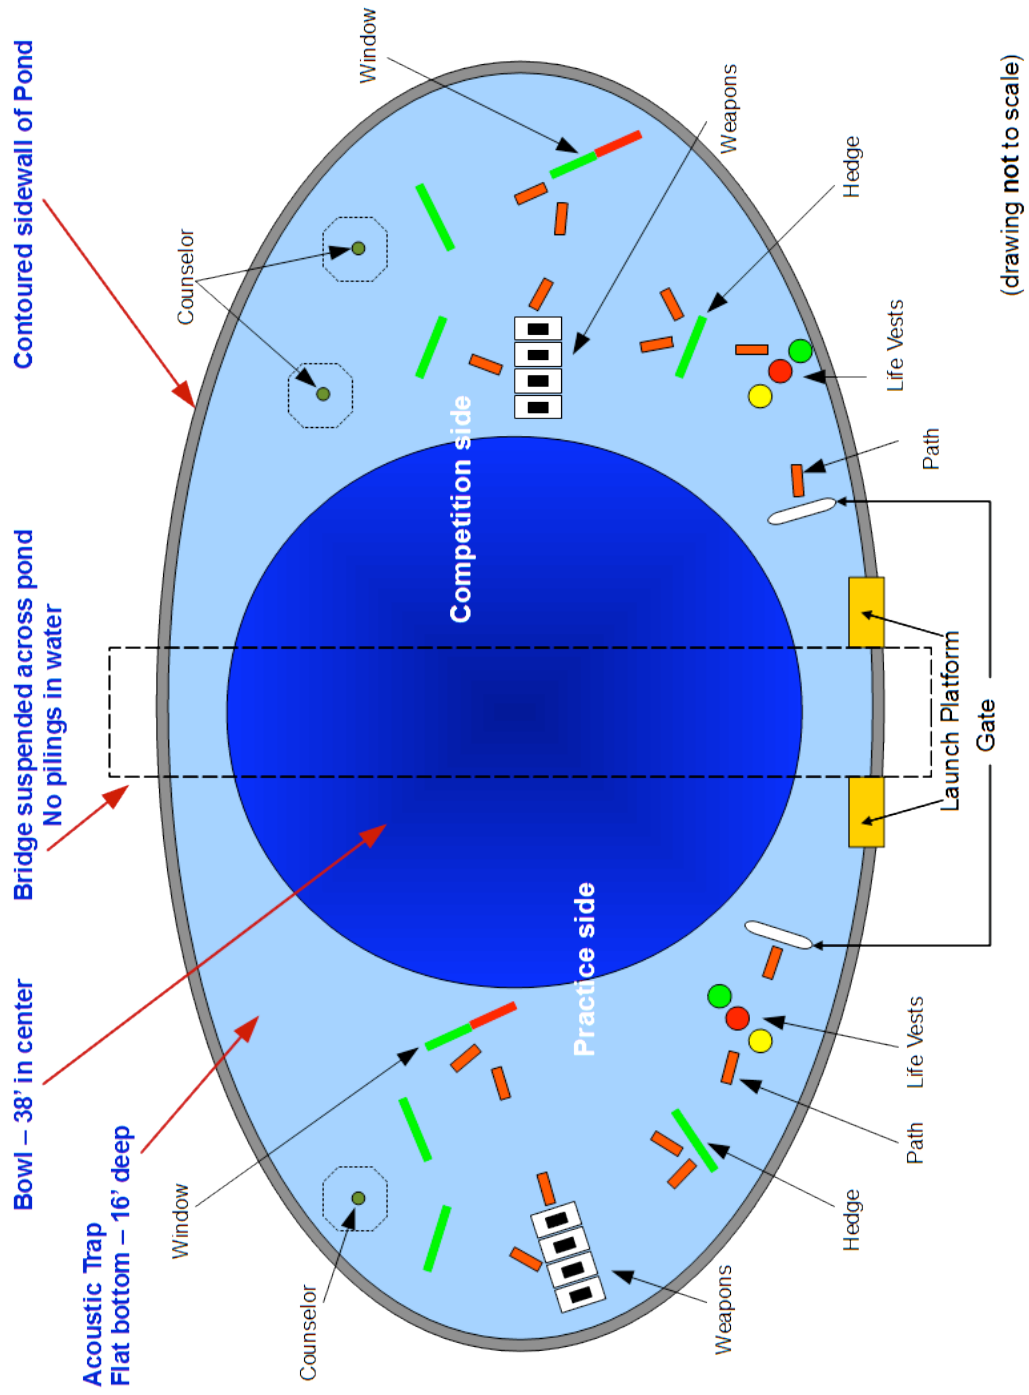 Bowl – 38' in center
Bridge suspended across pond
No pilings in water
Contoured sidewall of Pond
Acoustic Trap
Flat bottom – 16' deep
Window
Counselor
Counselor
Window
Competition side
Practice side
Weapons
Weapons
Hedge
Hedge
Path
Life Vests
Life Vests
Path
Launch Platform
Gate
(drawing not to scale)